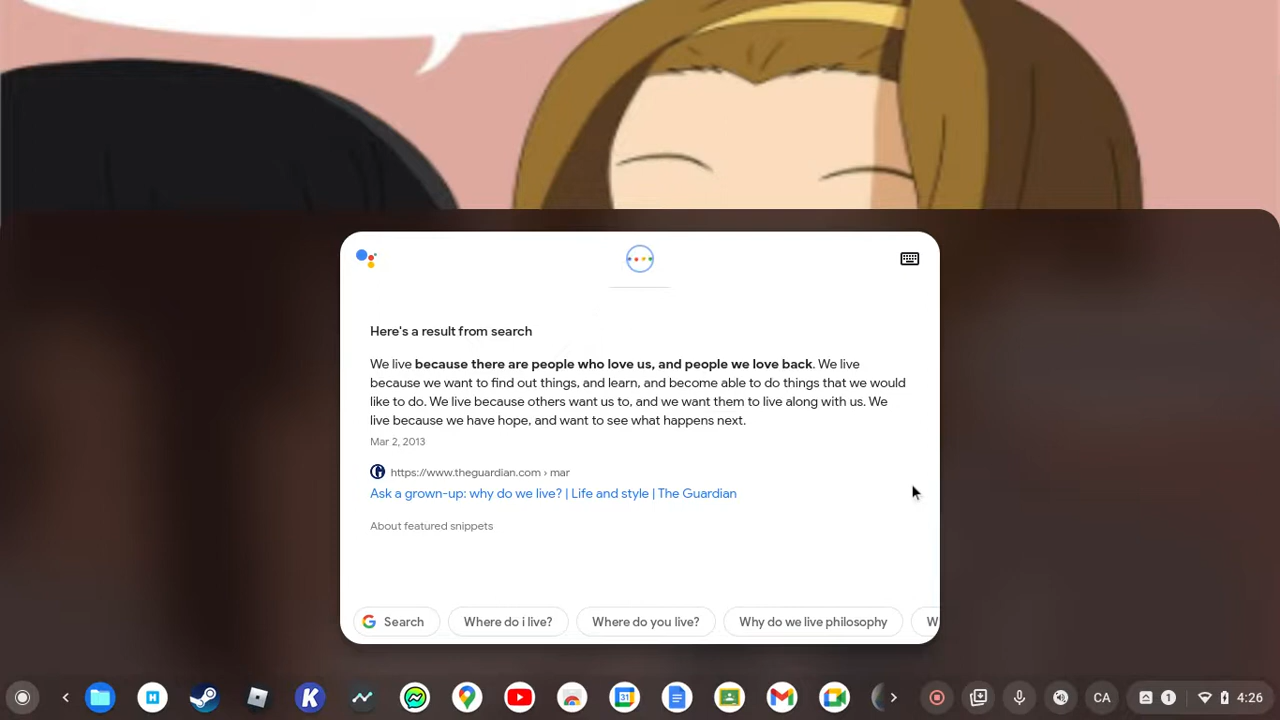 Here's a result from search
We live because there are people who love us, and people we love back. We live
because we want to find out things, and learn, and become able to do things that we would
like to do. We live because others want us to, and we want them to live along with us. We
live because we have hope, and want to see what happens next.
Mar 2, 2013
https://www.theguardian.com › mar
Ask a grown-up: why do we live? | Life and style | The Guardian
About featured snippets
Search Where do i live? Where do you live? Why do we live philosophy W
H K 31 CA 1 4:26